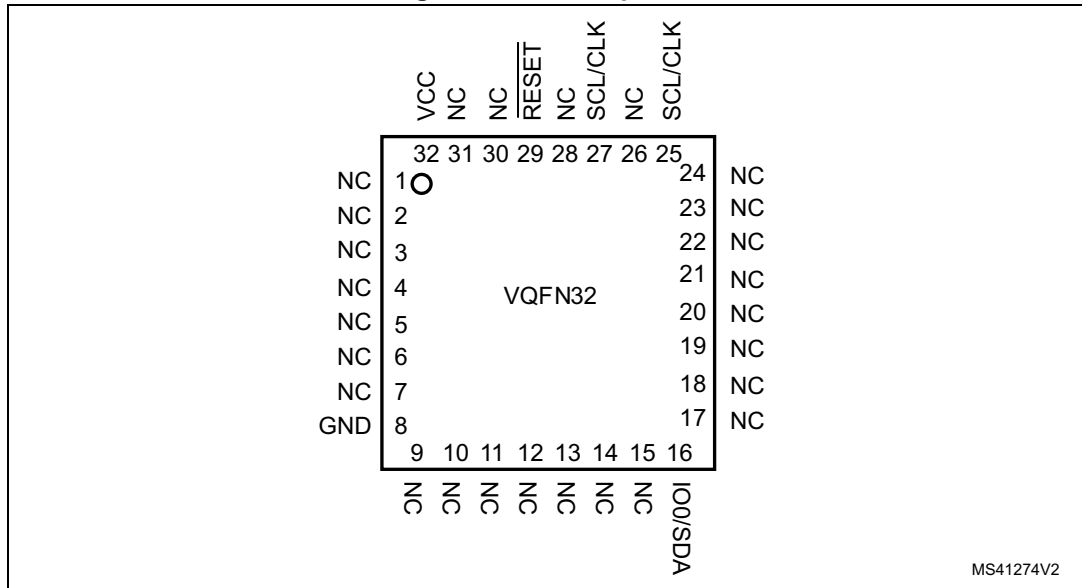 VCC
NC
NC
RESET
NC
SCL/CLK
NC
SCL/CLK
32 31 30 29 28 27 26 25
NC 1
NC 2
NC 3
NC 4
NC 5
NC 6
NC 7
GND 8
VQFN32
24 NC
23 NC
22 NC
21 NC
20 NC
19 NC
18 NC
17 NC
9 10 11 12 13 14 15 16
NC
NC
NC
NC
NC
NC
NC
IO0/SDA
MS41274V2